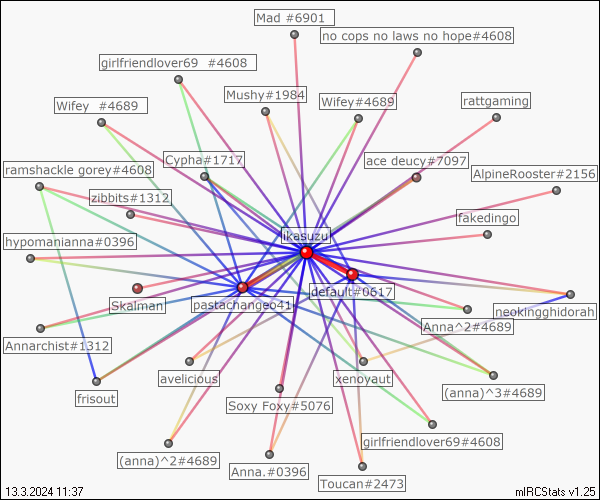 Mad #6901
no cops no laws no hope#4608
girlfriendlover69 #4608
Mushy#1984
Wifey#4689
rattgaming
Wifey #4689
Cypha#1717
ace deucy#7097
ramshackle gorey#4608
AlpineRooster#2156
zibbits#1312
fakedingo
ikasuzu
hypomanianna#0396
default#0617
Skalman
pastachangeo41
neokingghidorah
Anna^2#4689
Annarchist#1312
avelicious
xenoyaut
(anna)^3#4689
frisout
Soxy Foxy#5076
girlfriendlover69#4608
(anna)^2#4689
Anna.#0396
Toucan#2473
13.3.2024 11:37
mIRCStats v1.25